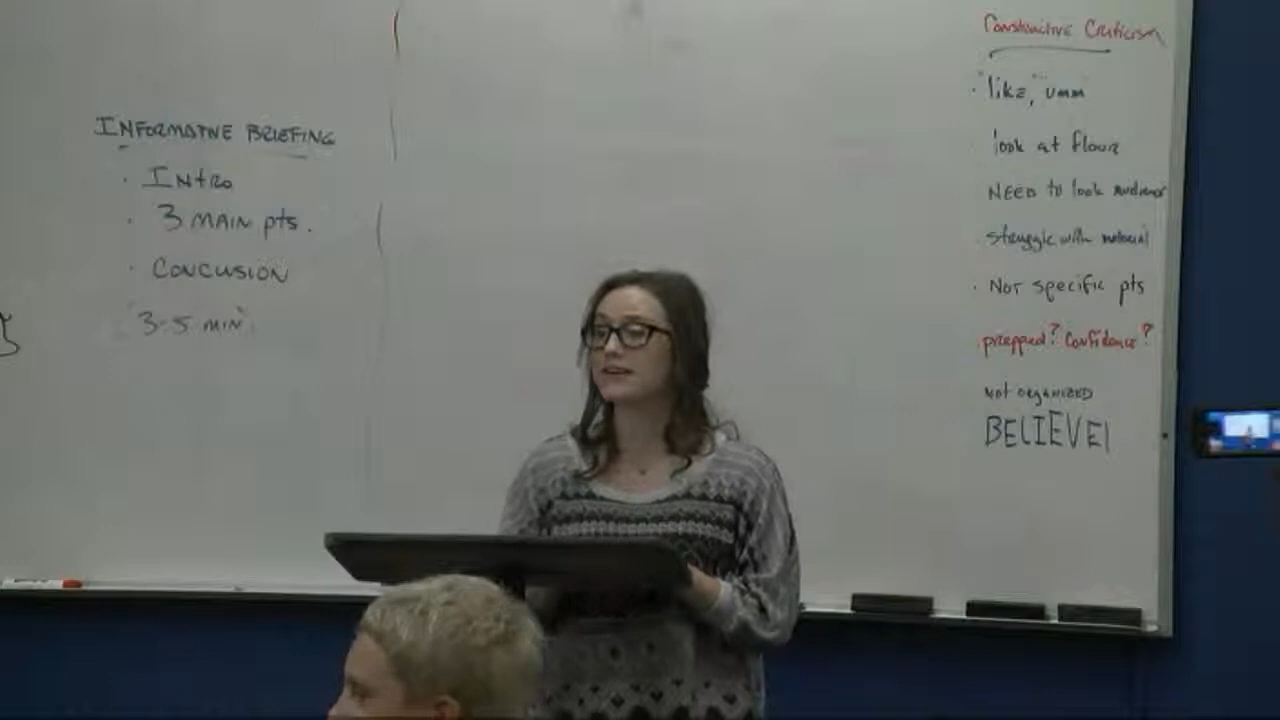 INFORMATIVE BRIEFING
· INtro
· 3 MAIN pts.
· CONCLUSION
"3-5 MIN"
Constructive Criticism
· "like," "umm
look at floor
NEED to look audience
struggle with material
· Not specific pts
prepped? Confidence?
Not ORGANIZED
BELIEVE!